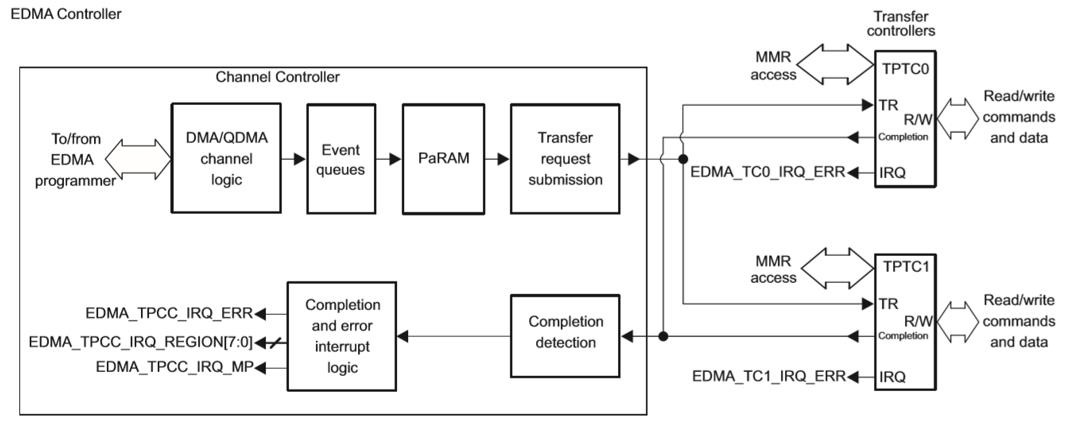 EDMA Controller
Transfer
controllers
Channel Controller
MMR
access
TPTC0
To/from
EDMA
programmer
DMA/QDMA
channel
logic
Event
queues
PaRAM
Transfer
request
submission
TR
R/W
Completion
IRQ
Read/write
commands
and data
EDMA_TC0_IRQ_ERR
MMR
access
TPTC1
TR
R/W
Completion
IRQ
Read/write
commands
and data
EDMA_TC1_IRQ_ERR
EDMA_TPCC_IRQ_ERR
EDMA_TPCC_IRQ_REGION[7:0]
EDMA_TPCC_IRQ_MP
Completion
and error
interrupt
logic
Completion
detection